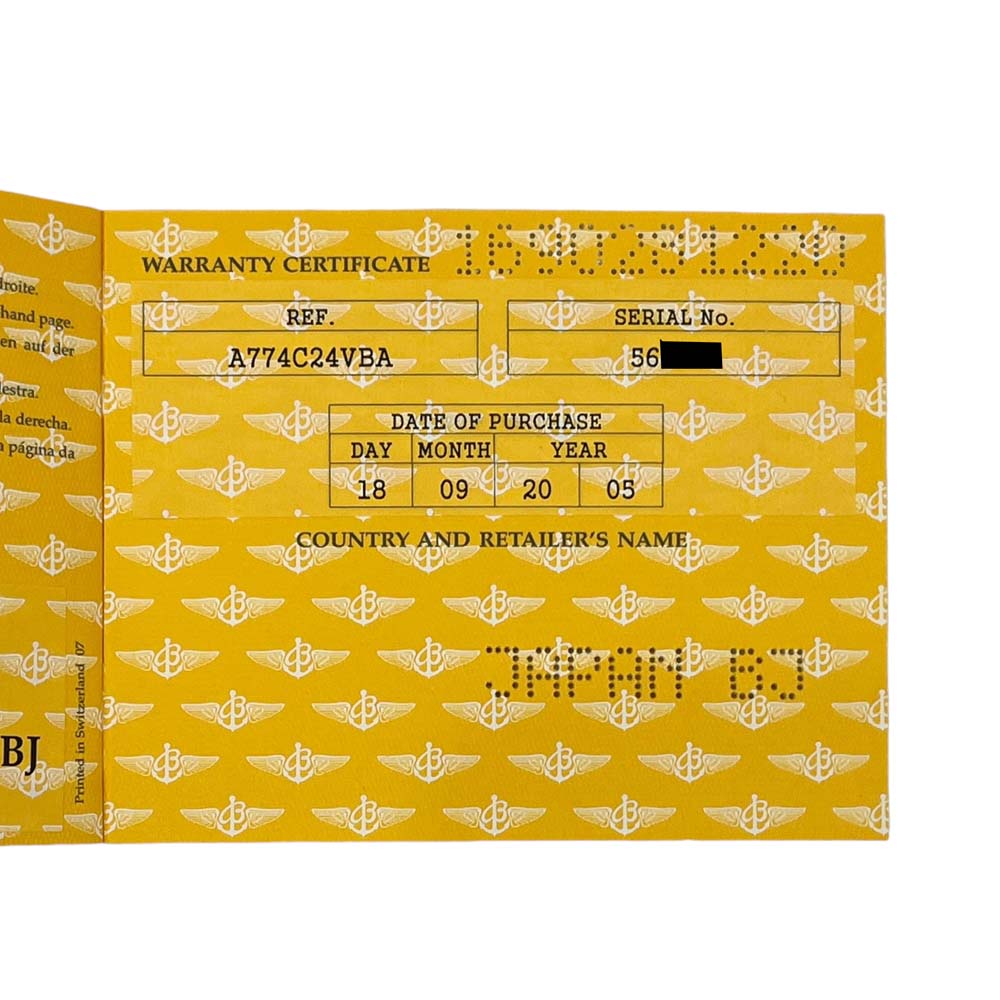 droite.
hand page.
en auf der
estra.
la derecha.
a página da
BJ
Printed in Switzerland 07
WARRANTY CERTIFICATE
REF.
A774C24VBA
SERIAL No.
56
DATE OF PURCHASE
DAY MONTH YEAR
18 09 20 05
COUNTRY AND RETAILER'S NAME
JAPAN BJ